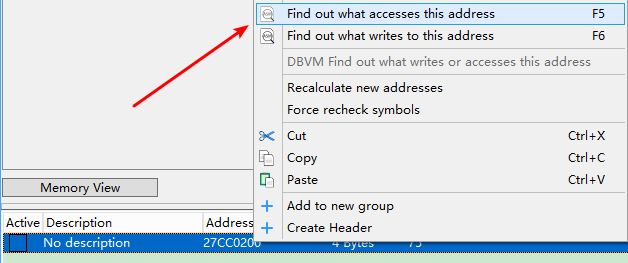 Find out what accesses this address F5
Find out what writes to this address F6
DBVM Find out what writes or accesses this address
Recalculate new addresses
Force recheck symbols
Cut Ctrl+X
Copy Ctrl+C
Paste Ctrl+V
Memory View
Add to new group
Active Description Address
Create Header
No description 27CC0200 4 Bytes 75